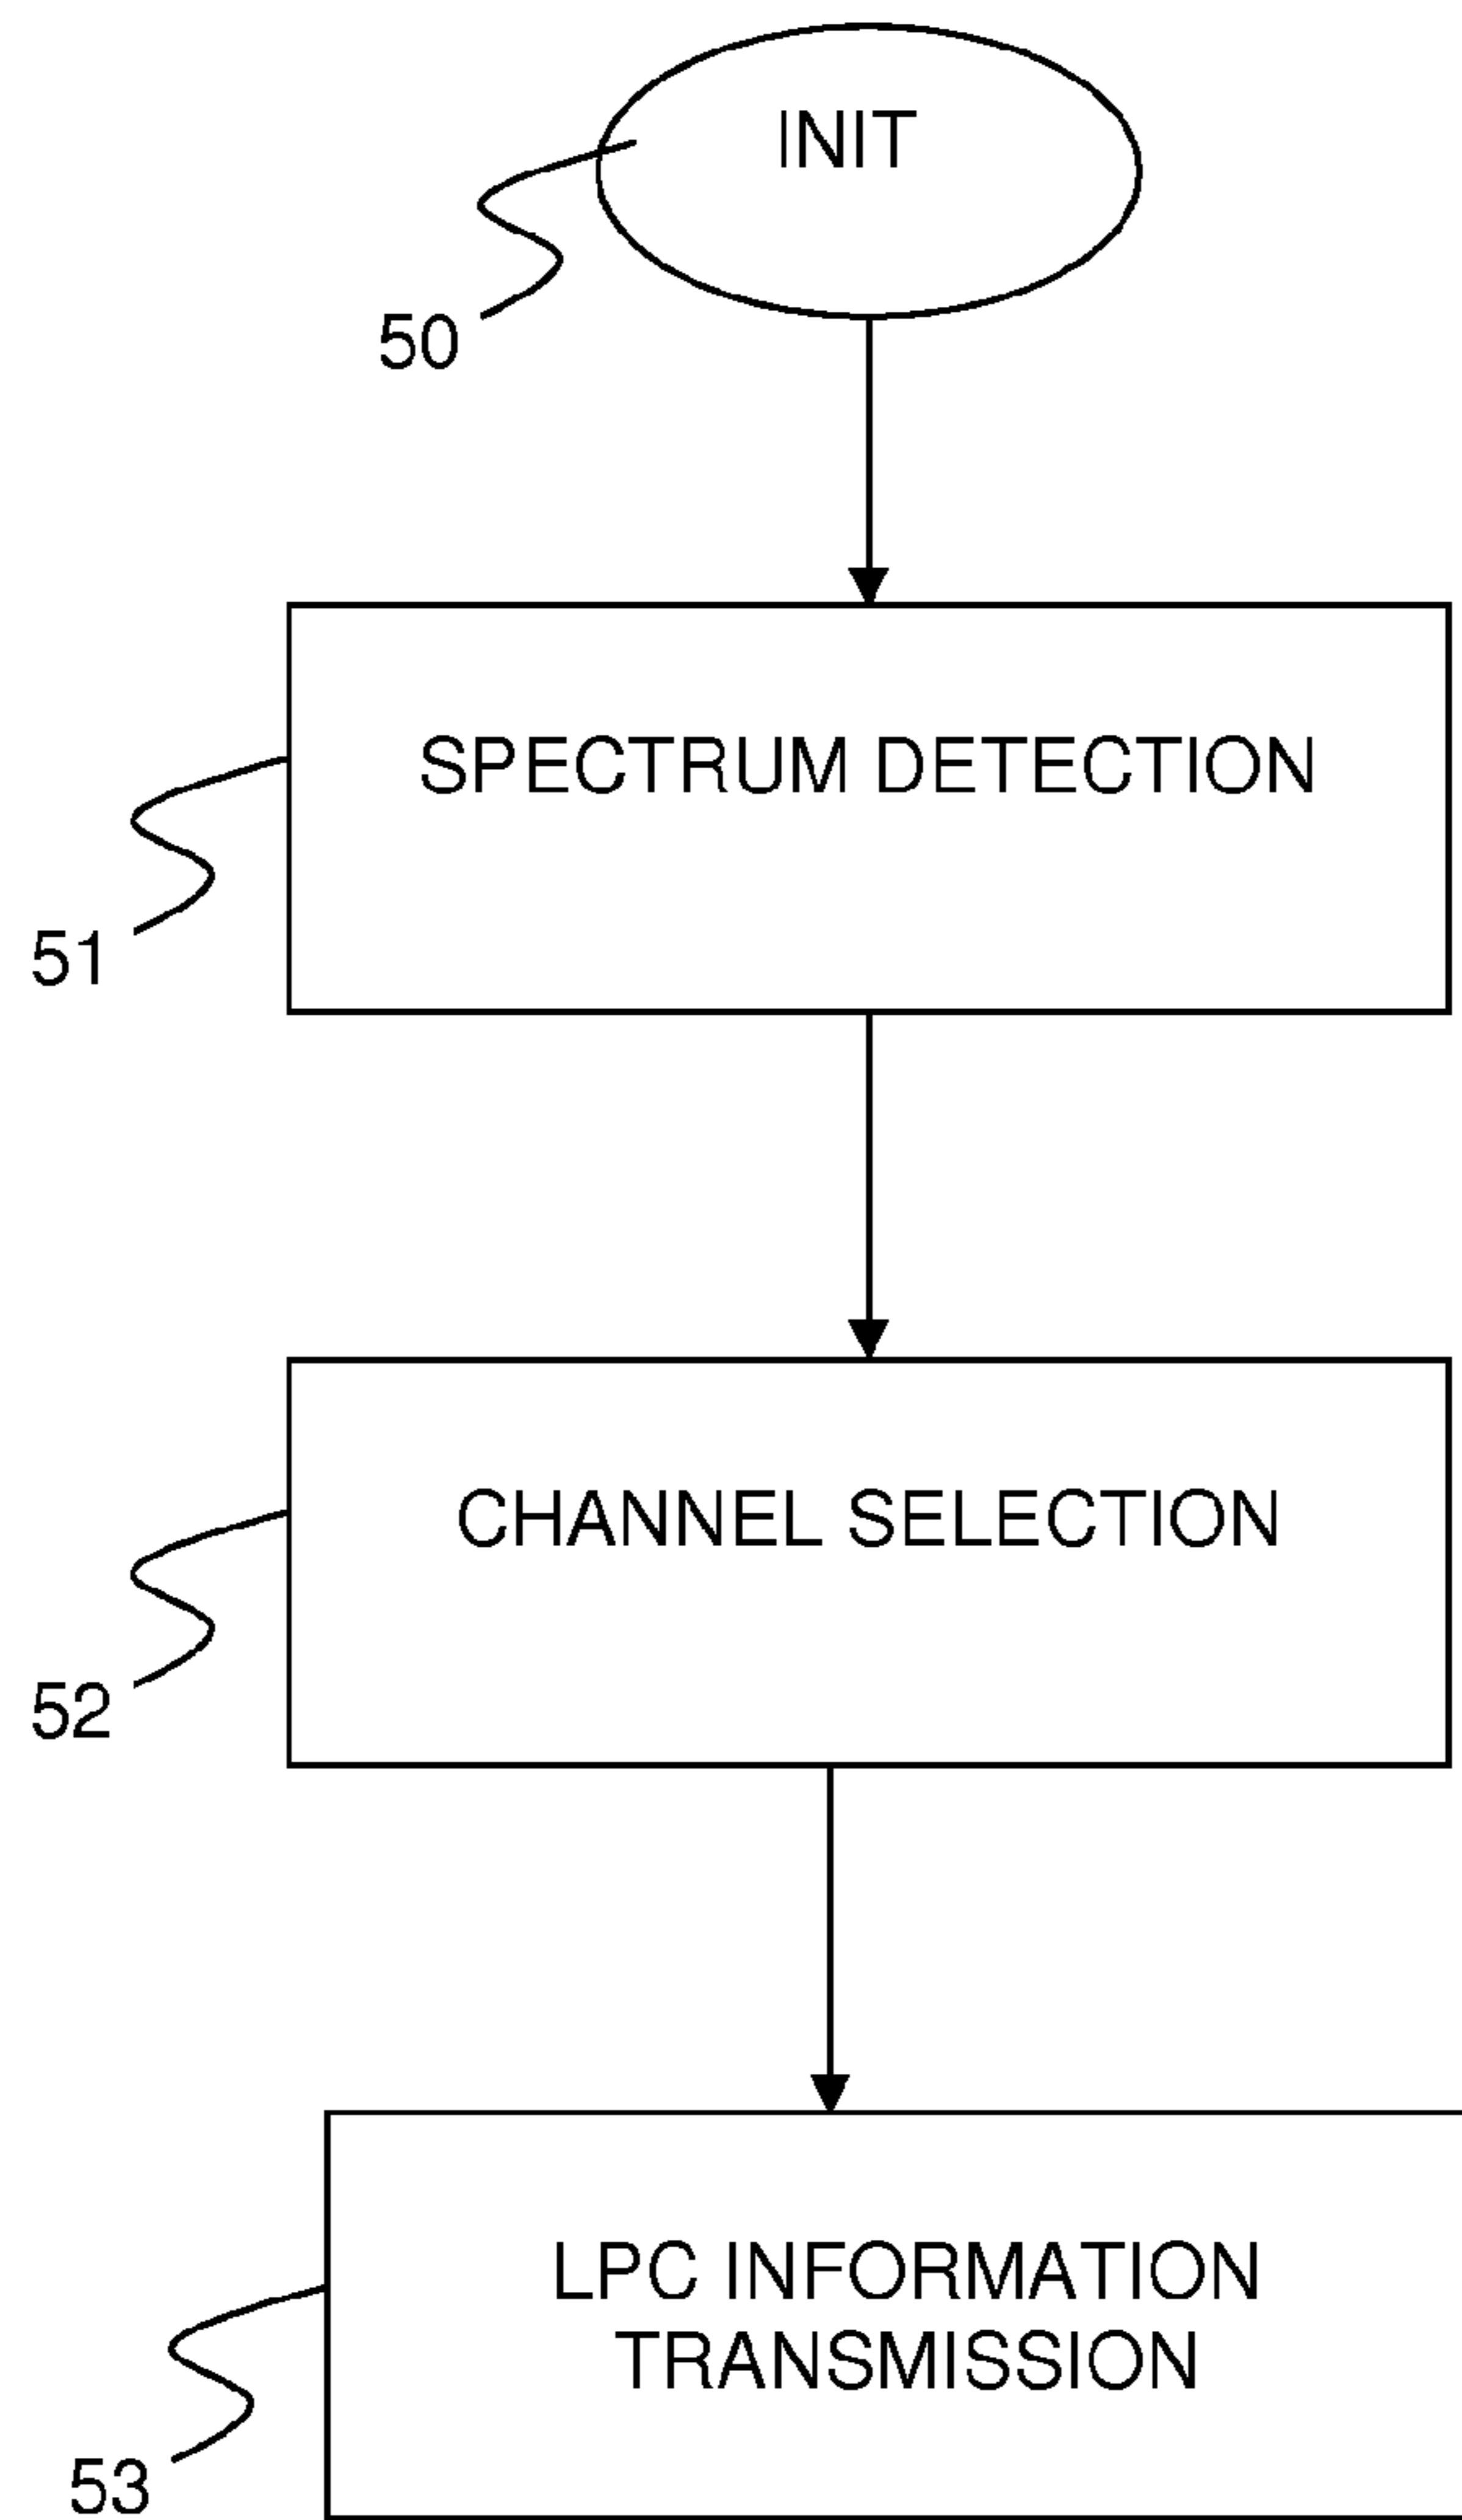 INIT
50
SPECTRUM DETECTION
51
CHANNEL SELECTION
52
LPC INFORMATION
TRANSMISSION
53